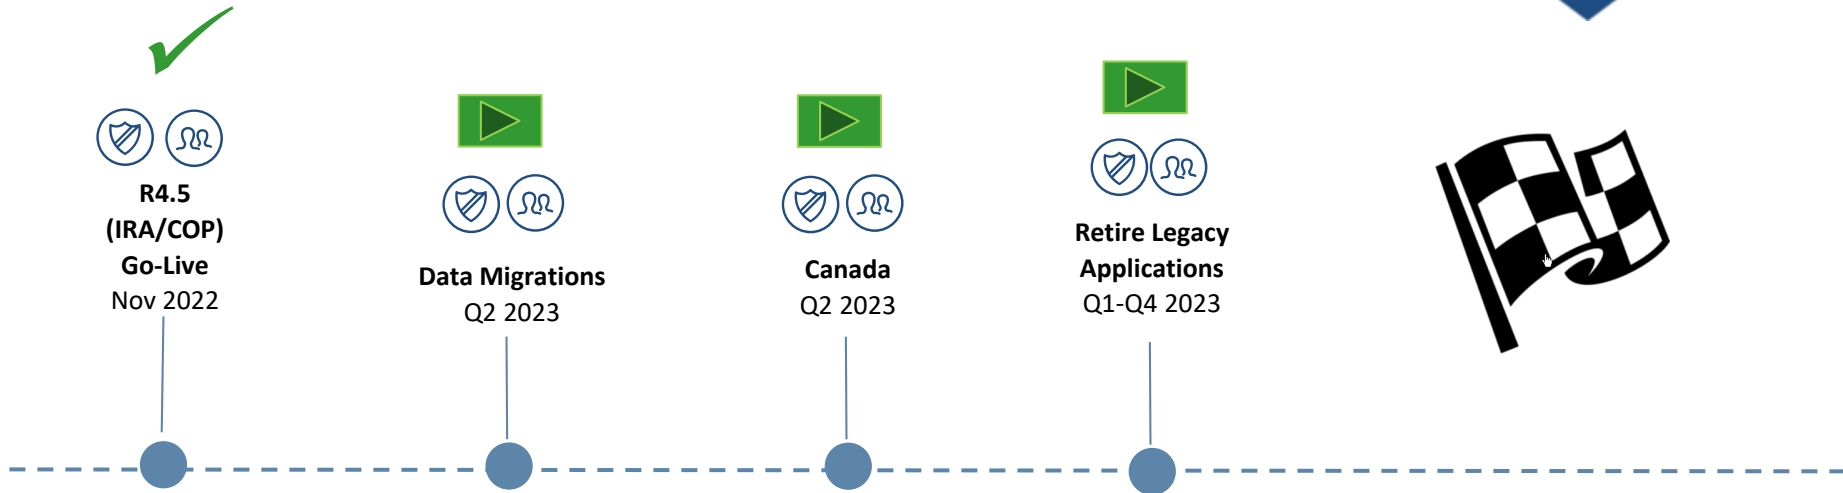 R4.5
(IRA/COP)
Go-Live
Nov 2022
Data Migrations
Q2 2023
Canada
Q2 2023
Retire Legacy
Applications
Q1-Q4 2023